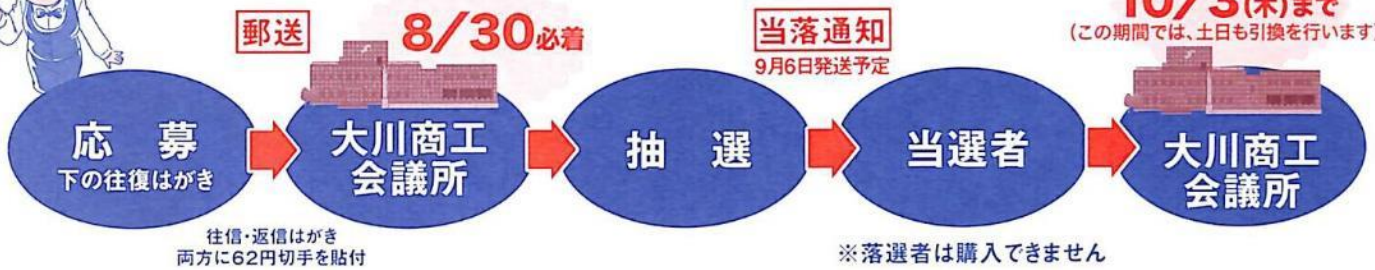 郵送
8/30必着
当落通知
9月6日発送予定
10/3(木)まで
(この期間では、土日も引換を行います)
応 募
下の往復はがき
大川商工
会議所
抽 選
当選者
大川商工
会議所
往信・返信はがき
両方に62円切手を貼付
※落選者は購入できません